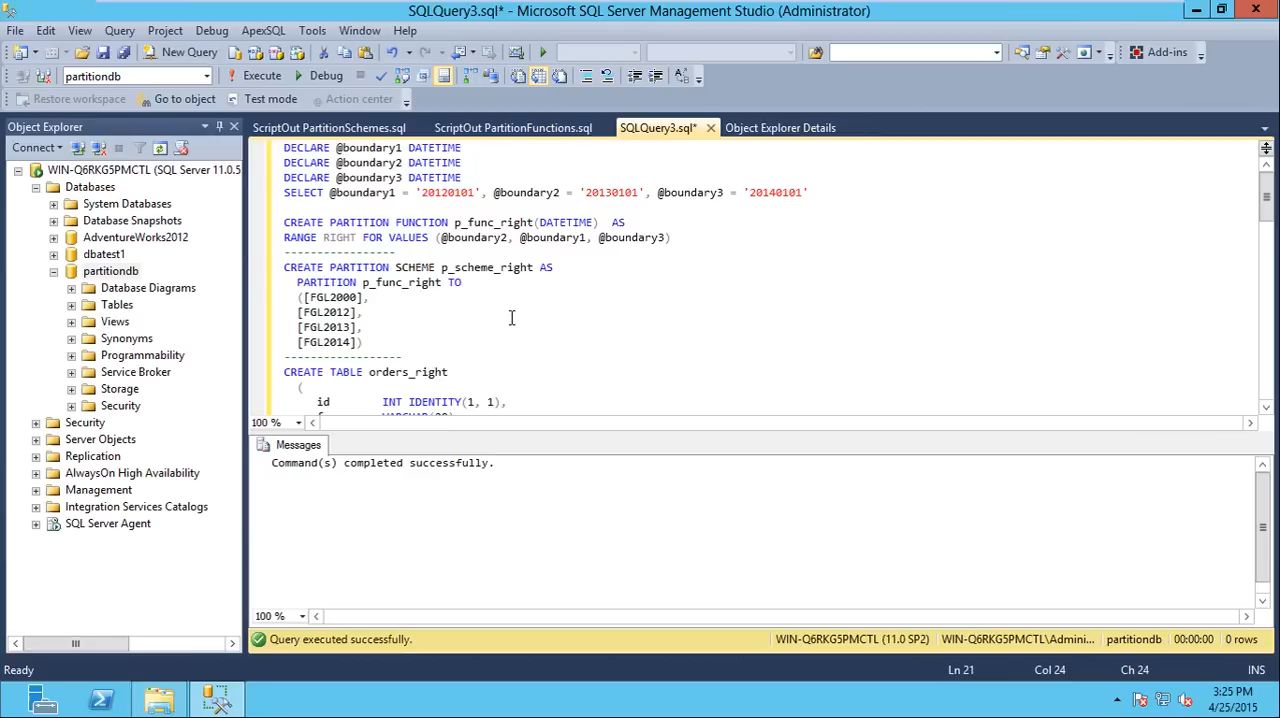 SQLQuery3.sql* - Microsoft SQL Server Management Studio (Administrator)
File Edit View Query Project Debug ApexSQL Tools Window Help
New Query Add-ins
partitiondb Execute Debug
Restore workspace Go to object Test mode Action center
Object Explorer
Connect
WIN-Q6RKG5PMCTL (SQL Server 11.0.5
Databases
System Databases
Database Snapshots
AdventureWorks2012
dbatest1
partitiondb
Database Diagrams
Tables
Views
Synonyms
Programmability
Service Broker
Storage
Security
Security
Server Objects
Replication
AlwaysOn High Availability
Management
Integration Services Catalogs
SQL Server Agent
ScriptOut PartitionSchemes.sql ScriptOut PartitionFunctions.sql SQLQuery3.sql* Object Explorer Details
DECLARE @boundary1 DATETIME
DECLARE @boundary2 DATETIME
DECLARE @boundary3 DATETIME
SELECT @boundary1 = '20120101', @boundary2 = '20130101', @boundary3 = '20140101'
CREATE PARTITION FUNCTION p_func_right(DATETIME) AS
RANGE RIGHT FOR VALUES (@boundary2, @boundary1, @boundary3)
-----------------
CREATE PARTITION SCHEME p_scheme_right AS
PARTITION p_func_right TO
([FGL2000],
[FGL2012],
[FGL2013],
[FGL2014])
------------------
CREATE TABLE orders_right
(
id INT IDENTITY(1, 1),
100 %
Messages
Command(s) completed successfully.
100 %
Query executed successfully. WIN-Q6RKG5PMCTL (11.0 SP2) WIN-Q6RKG5PMCTL\Admini... partitiondb 00:00:00 0 rows
Ready Ln 21 Col 24 Ch 24 INS
3:25 PM
4/25/2015